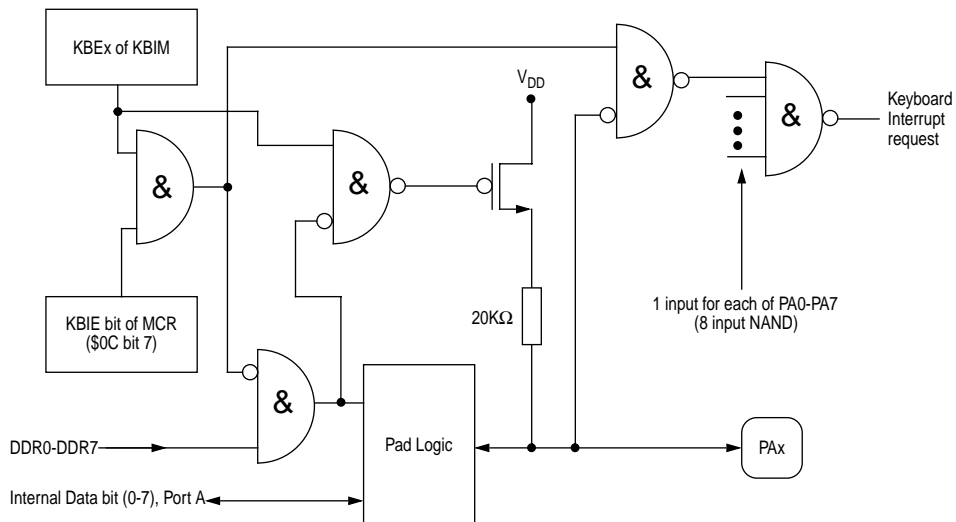 KBEx of KBIM
&
VDD
&
&
Keyboard
Interrupt
request
&
&
KBIE bit of MCR
($0C bit 7)
20KΩ
1 input for each of PA0-PA7
(8 input NAND)
&
DDR0-DDR7
Pad Logic
PAx
Internal Data bit (0-7), Port A